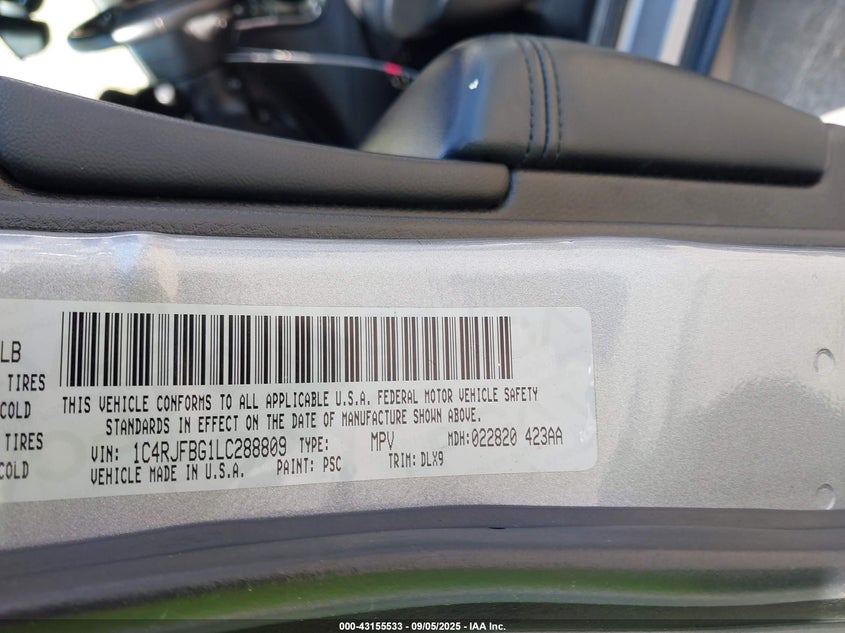 LB
TIRES
COLD
TIRES
COLD
THIS VEHICLE CONFORMS TO ALL APPLICABLE U.S.A. FEDERAL MOTOR VEHICLE SAFETY
STANDARDS IN EFFECT ON THE DATE OF MANUFACTURE SHOWN ABOVE.
VIN: 1C4RJFBG1LC288809 TYPE: MPV MDH:022820 423AA
VEHICLE MADE IN U.S.A. PAINT: PSC TRIM: DLX9
000-43155533 - 09/05/2025 - IAA Inc.